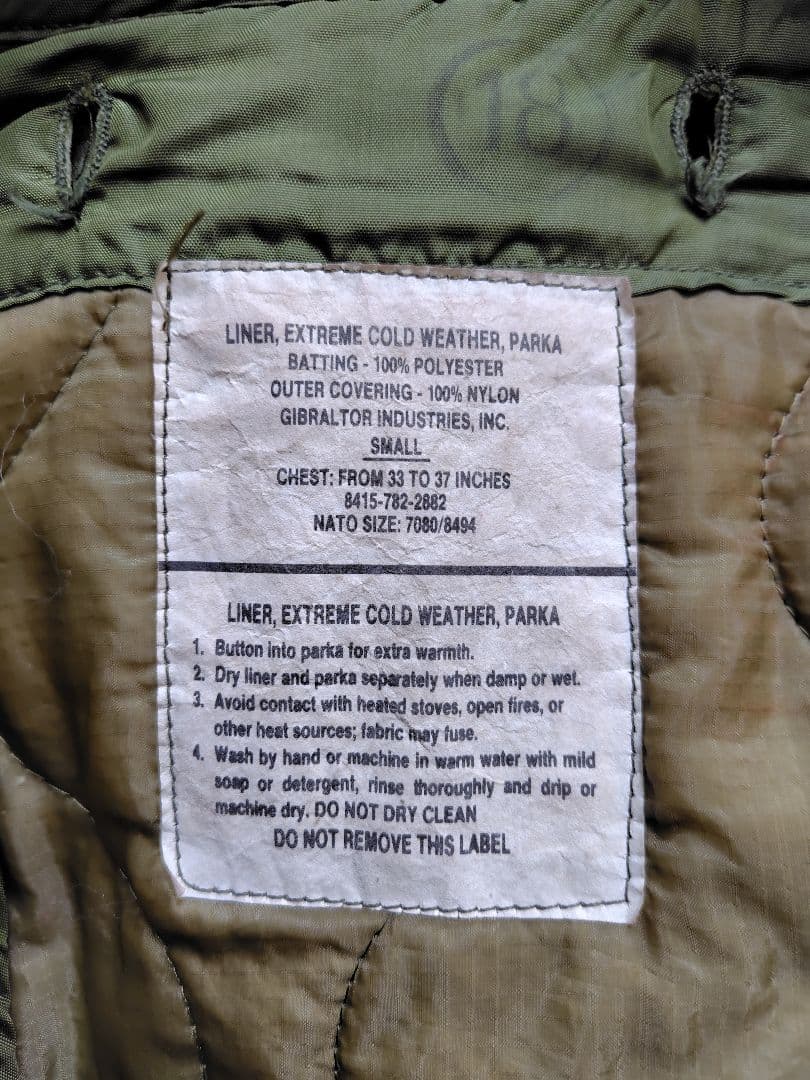 18
LINER, EXTREME COLD WEATHER, PARKA
BATTING - 100% POLYESTER
OUTER COVERING - 100% NYLON
GIBRALTOR INDUSTRIES, INC.
SMALL
CHEST: FROM 33 TO 37 INCHES
8415-782-2882
NATO SIZE: 7080/8494
LINER, EXTREME COLD WEATHER, PARKA
1. Button into parka for extra warmth.
2. Dry liner and parka separately when damp or wet.
3. Avoid contact with heated stoves, open fires, or
other heat sources; fabric may fuse.
4. Wash by hand or machine in warm water with mild
soap or detergent, rinse thoroughly and drip or
machine dry. DO NOT DRY CLEAN
DO NOT REMOVE THIS LABEL